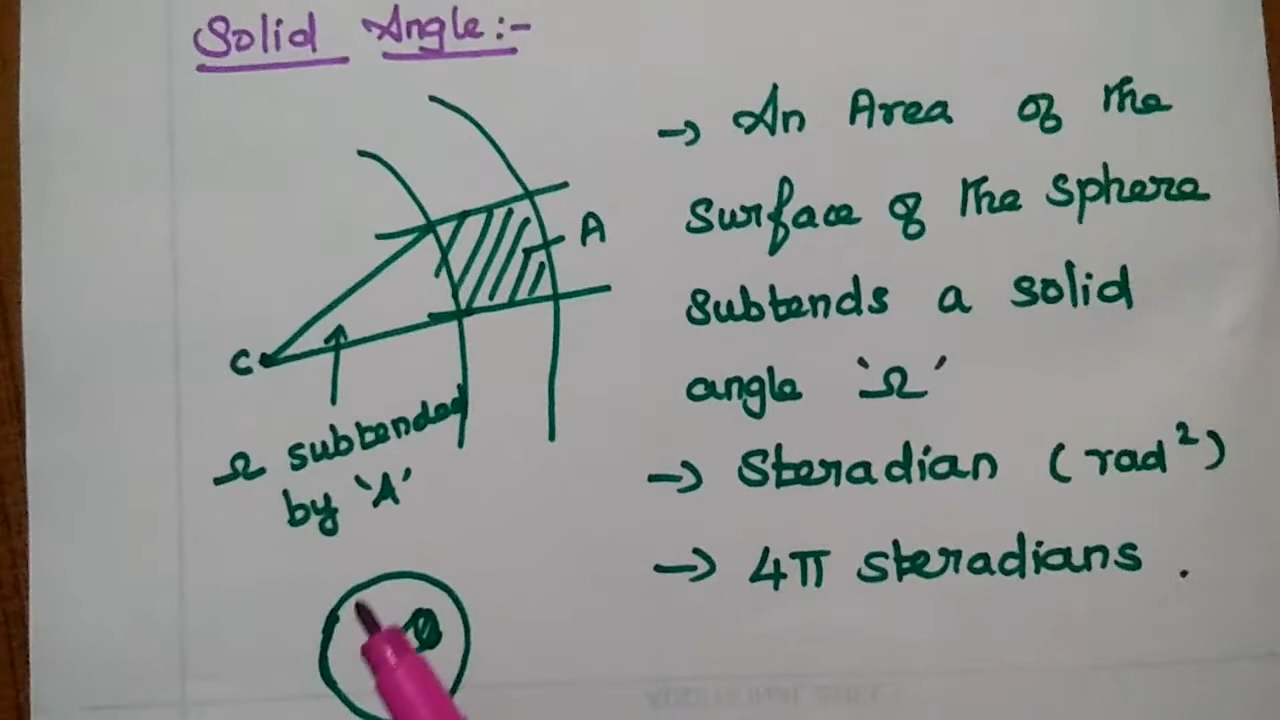 Solid Angle:-
→ An Area of the
surface of the sphere
subtends a solid
angle 'Ω'
→ Steradian (rad²)
→ 4π steradians.
A
C
Ω subtended
by 'A'